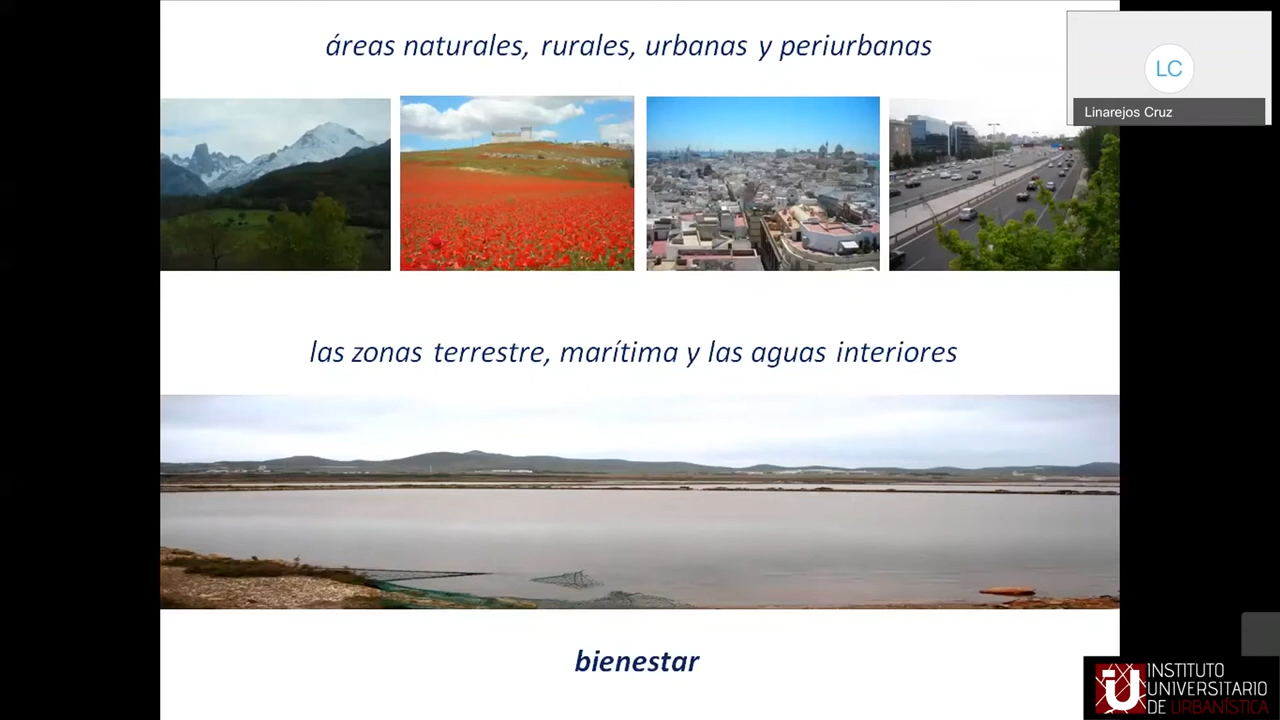 áreas naturales, rurales, urbanas y periurbanas
LC
Linarejos Cruz
las zonas terrestre, marítima y las aguas interiores
bienestar
iU
INSTITUTO
UNIVERSITARIO
DE URBANÍSTICA